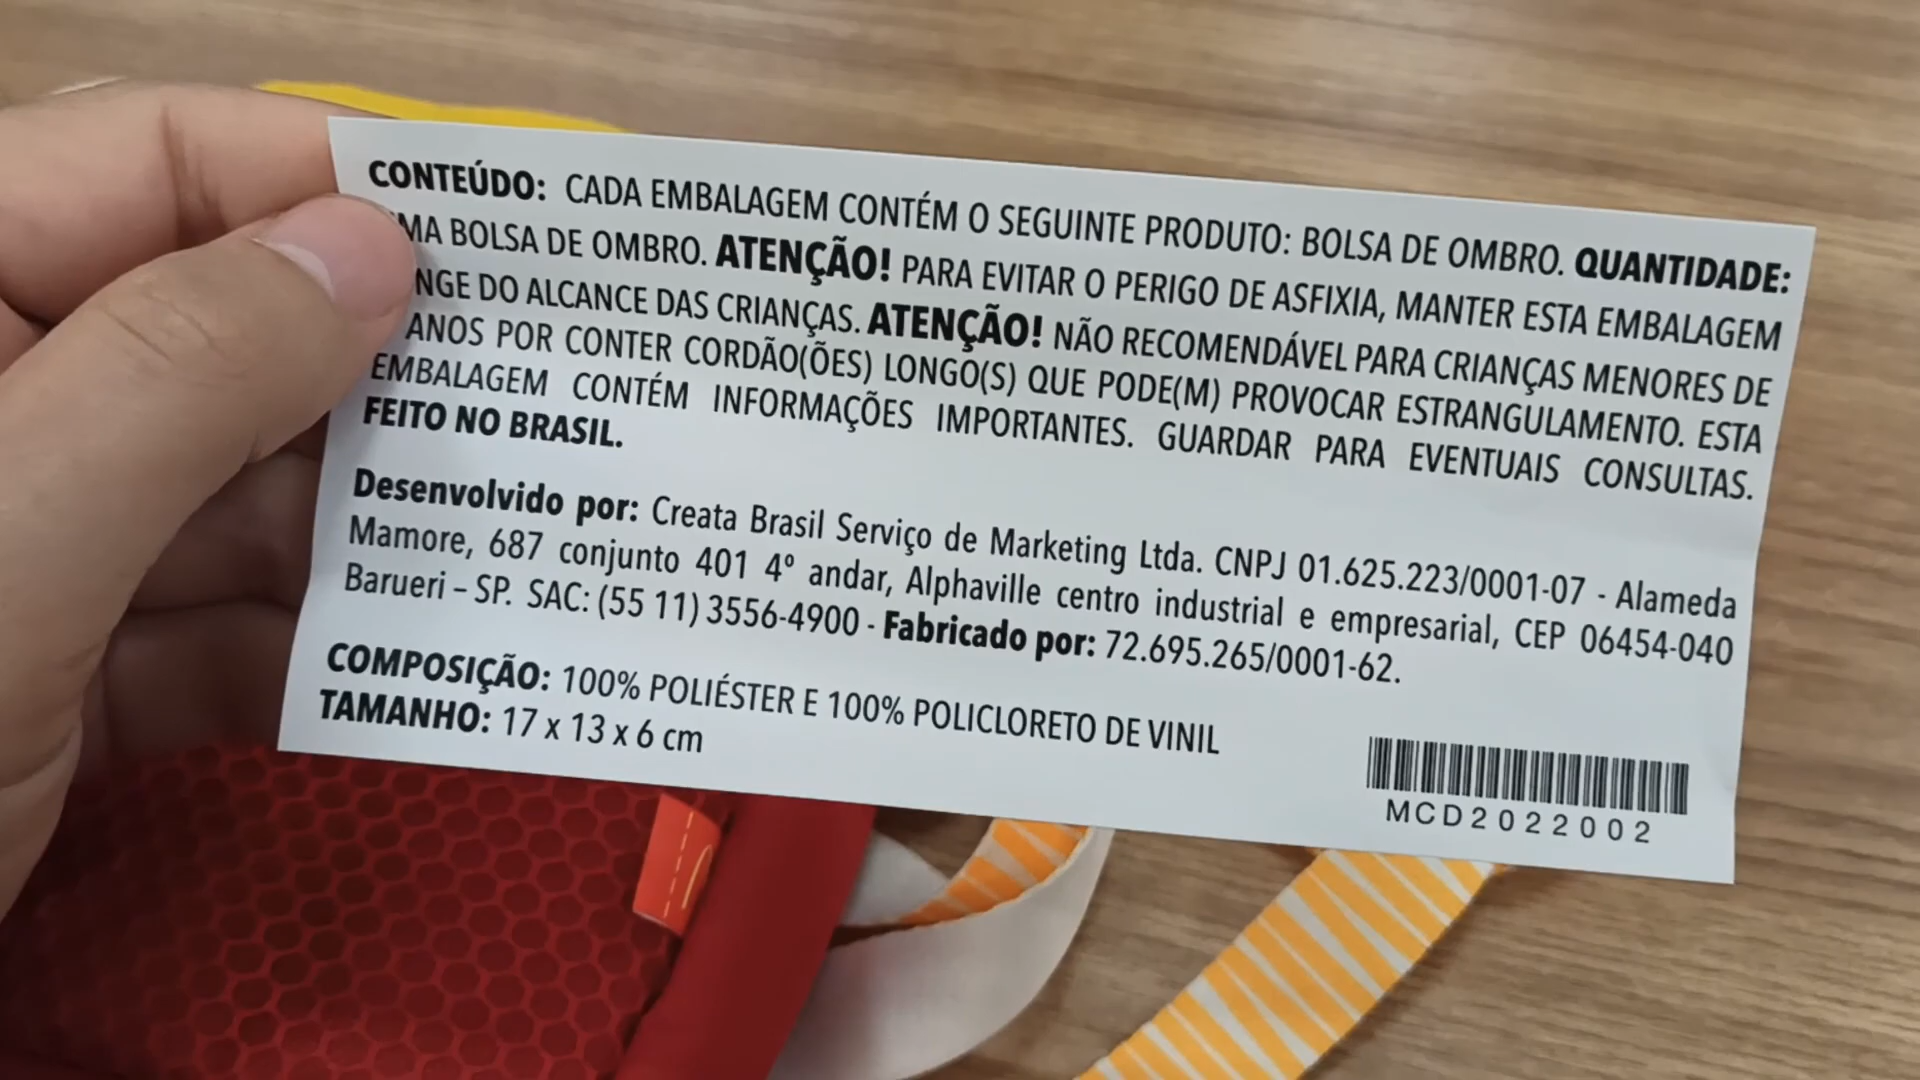 CONTEÚDO: CADA EMBALAGEM CONTÉM O SEGUINTE PRODUTO: BOLSA DE OMBRO. QUANTIDADE:
MA BOLSA DE OMBRO. ATENÇÃO! PARA EVITAR O PERIGO DE ASFIXIA, MANTER ESTA EMBALAGEM
NGE DO ALCANCE DAS CRIANÇAS. ATENÇÃO! NÃO RECOMENDÁVEL PARA CRIANÇAS MENORES DE
ANOS POR CONTER CORDÃO(ÕES) LONGO(S) QUE PODE(M) PROVOCAR ESTRANGULAMENTO. ESTA
EMBALAGEM CONTÉM INFORMAÇÕES IMPORTANTES. GUARDAR PARA EVENTUAIS CONSULTAS.
FEITO NO BRASIL.
Desenvolvido por: Creata Brasil Serviço de Marketing Ltda. CNPJ 01.625.223/0001-07 - Alameda
Mamore, 687 conjunto 401 4º andar, Alphaville centro industrial e empresarial, CEP 06454-040
Barueri – SP. SAC: (55 11) 3556-4900 - Fabricado por: 72.695.265/0001-62.
COMPOSIÇÃO: 100% POLIÉSTER E 100% POLICLORETO DE VINIL
TAMANHO: 17 x 13 x 6 cm
MCD2022002